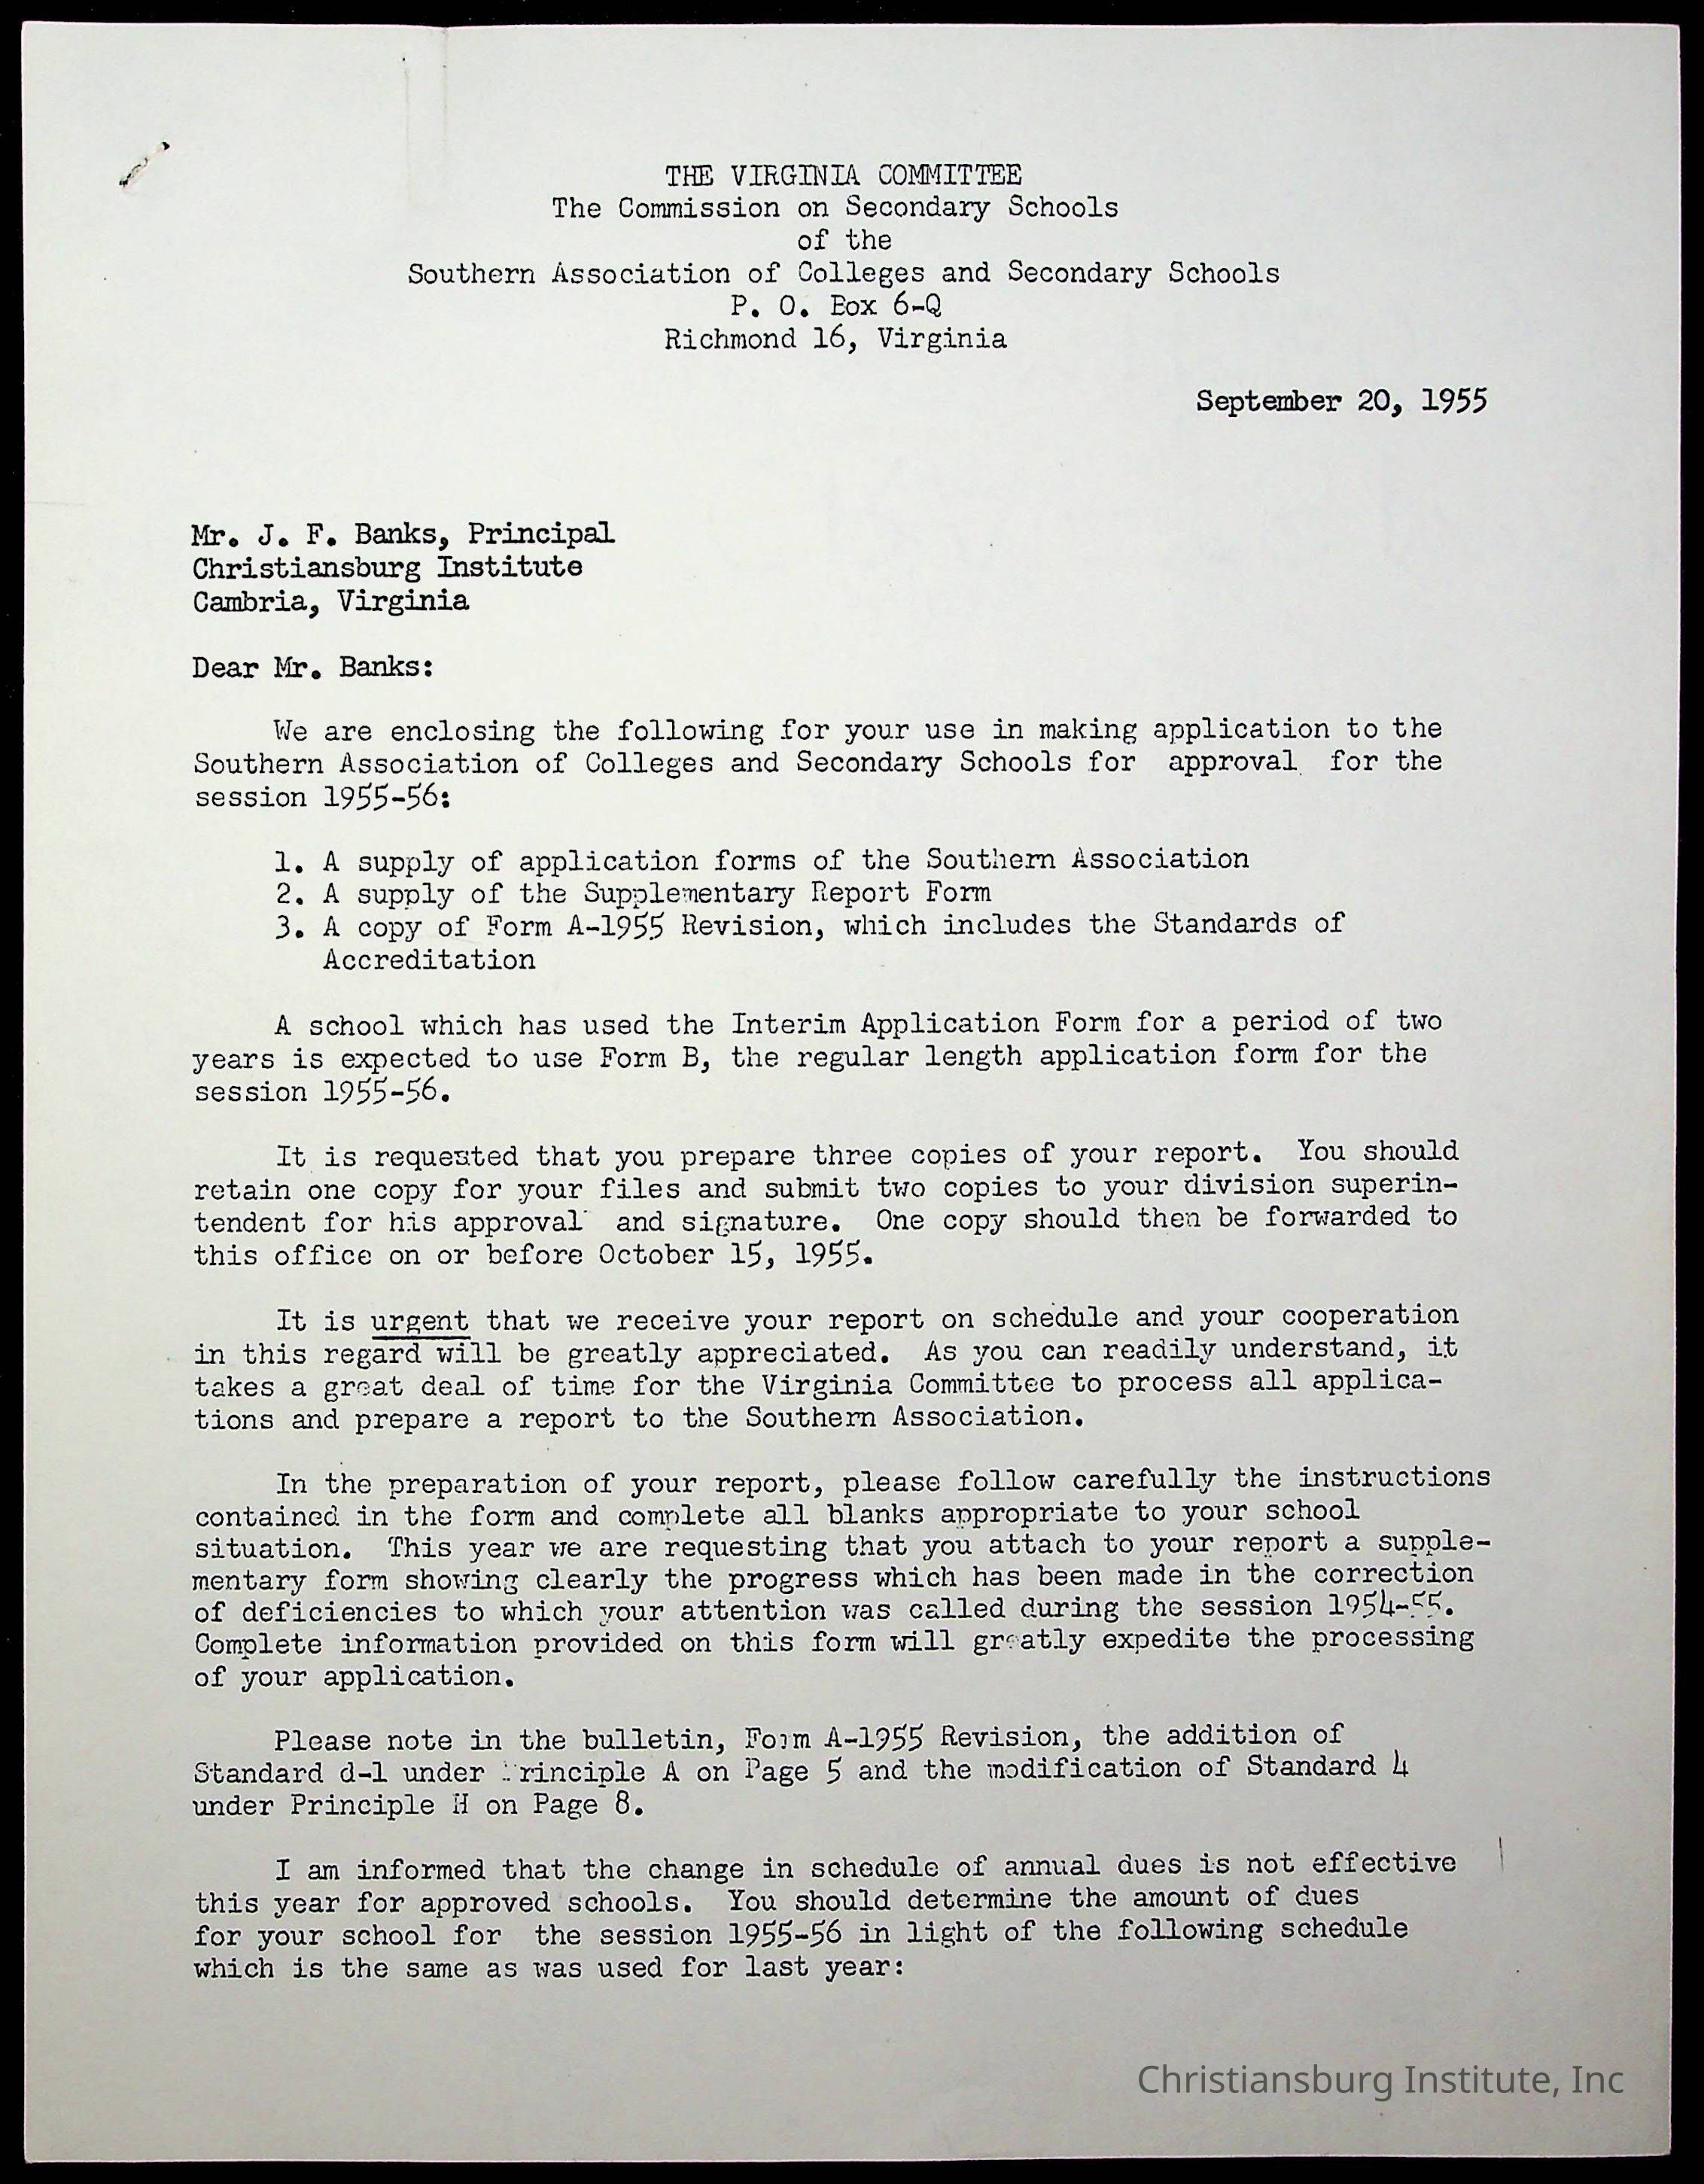 THE VIRGINIA COMMITTEE
The Commission on Secondary Schools
of the
Southern Association of Colleges and Secondary Schools
P. O. Box 6-Q
Richmond 16, Virginia
September 20, 1955
Mr. J. F. Banks, Principal
Christiansburg Institute
Cambria, Virginia
Dear Mr. Banks:
We are enclosing the following for your use in making application to the
Southern Association of Colleges and Secondary Schools for approval for the
session 1955-56:
1. A supply of application forms of the Southern Association
2. A supply of the Supplementary Report Form
3. A copy of Form A-1955 Revision, which includes the Standards of
Accreditation
A school which has used the Interim Application Form for a period of two
years is expected to use Form B, the regular length application form for the
session 1955-56.
It is requested that you prepare three copies of your report. You should
retain one copy for your files and submit two copies to your division superin-
tendent for his approval and signature. One copy should then be forwarded to
this office on or before October 15, 1955.
It is urgent that we receive your report on schedule and your cooperation
in this regard will be greatly appreciated. As you can readily understand, it
takes a great deal of time for the Virginia Committee to process all applica-
tions and prepare a report to the Southern Association.
In the preparation of your report, please follow carefully the instructions
contained in the form and complete all blanks appropriate to your school
situation. This year we are requesting that you attach to your report a supple-
mentary form showing clearly the progress which has been made in the correction
of deficiencies to which your attention was called during the session 1954-55.
Complete information provided on this form will greatly expedite the processing
of your application.
Please note in the bulletin, Form A-1955 Revision, the addition of
Standard d-1 under Principle A on Page 5 and the modification of Standard 4
under Principle H on Page 8.
I am informed that the change in schedule of annual dues is not effective
this year for approved schools. You should determine the amount of dues
for your school for the session 1955-56 in light of the following schedule
which is the same as was used for last year:
Christiansburg Institute, Inc